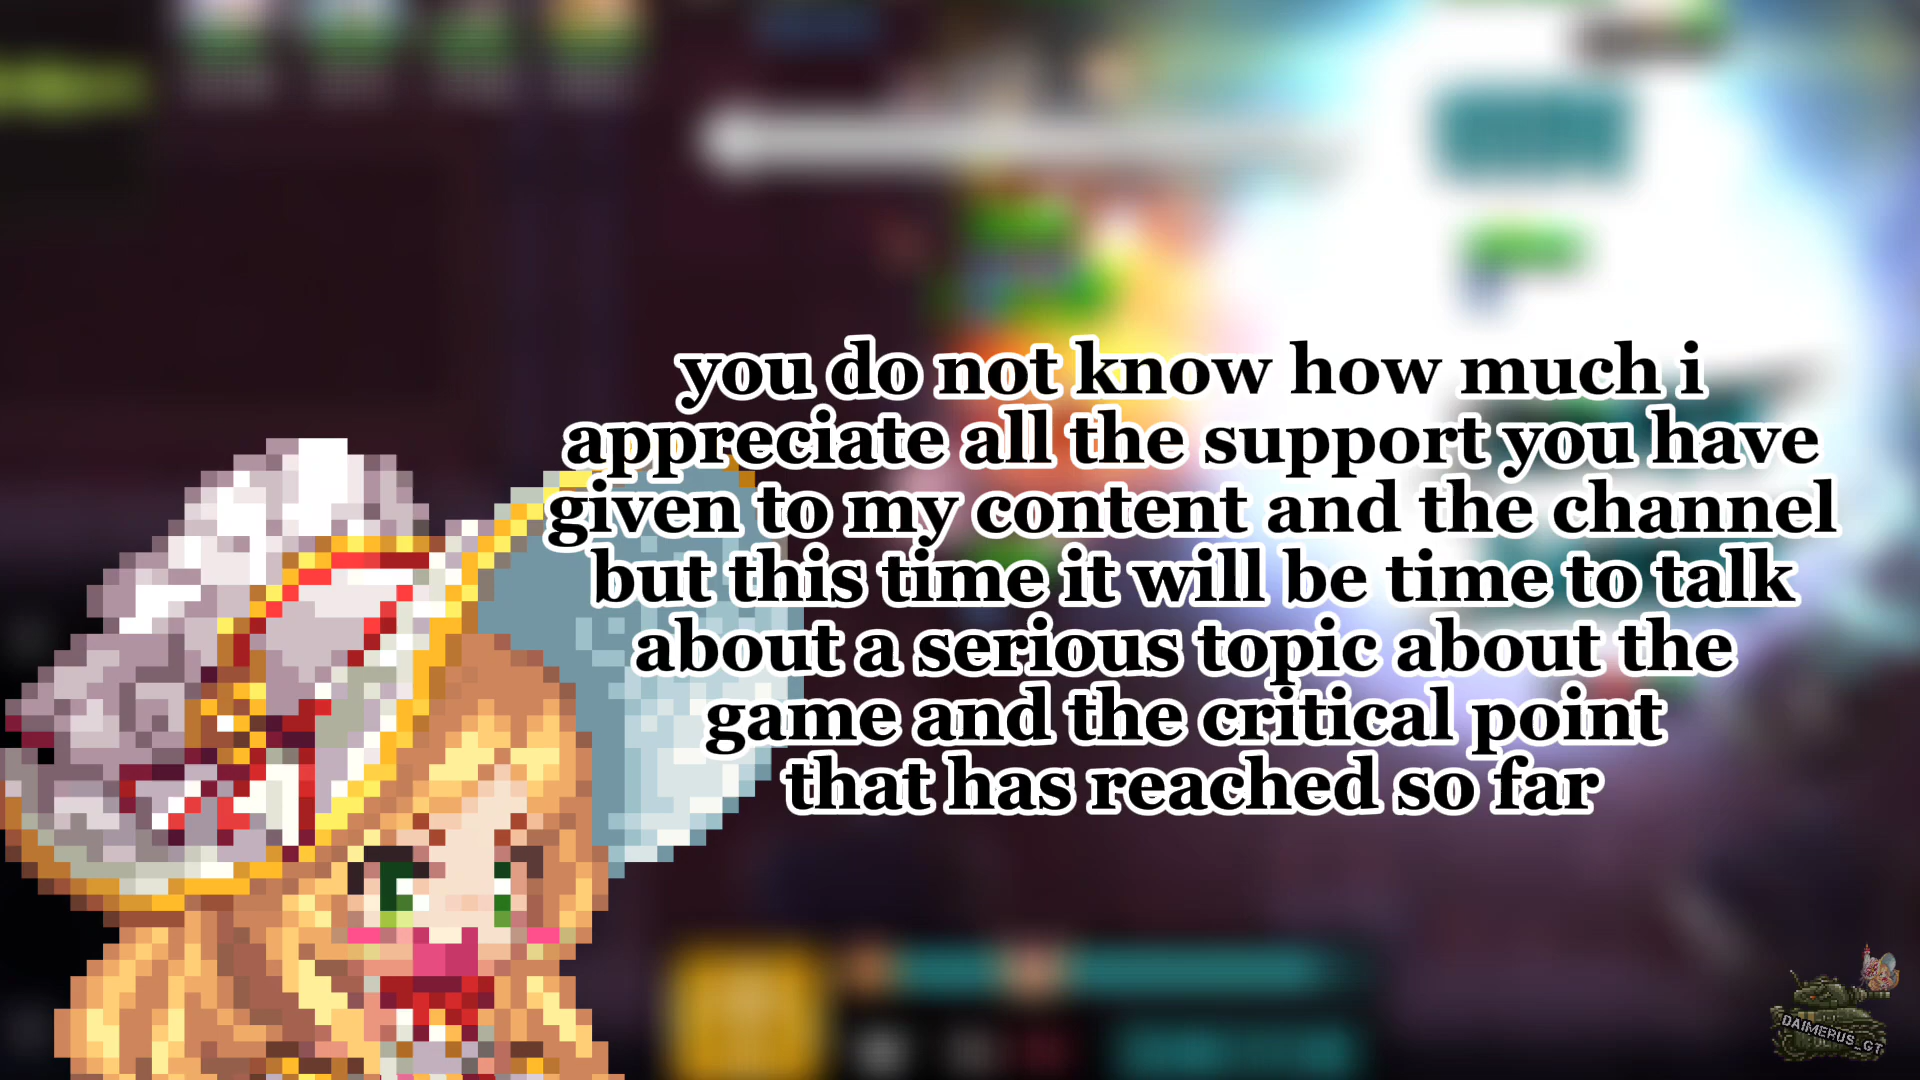 you do not know how much i
appreciate all the support you have
given to my content and the channel
but this time it will be time to talk
about a serious topic about the
game and the critical point
that has reached so far
DAIMERUS_GT